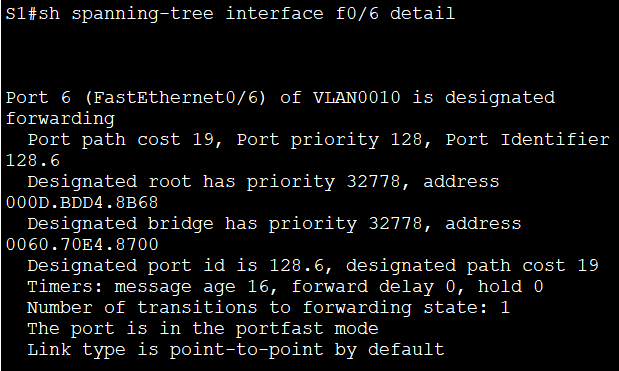 S1#sh spanning-tree interface f0/6 detail
Port 6 (FastEthernet0/6) of VLAN0010 is designated
forwarding
Port path cost 19, Port priority 128, Port Identifier
128.6
Designated root has priority 32778, address
000D.BDD4.8B68
Designated bridge has priority 32778, address
0060.70E4.8700
Designated port id is 128.6, designated path cost 19
Timers: message age 16, forward delay 0, hold 0
Number of transitions to forwarding state: 1
The port is in the portfast mode
Link type is point-to-point by default